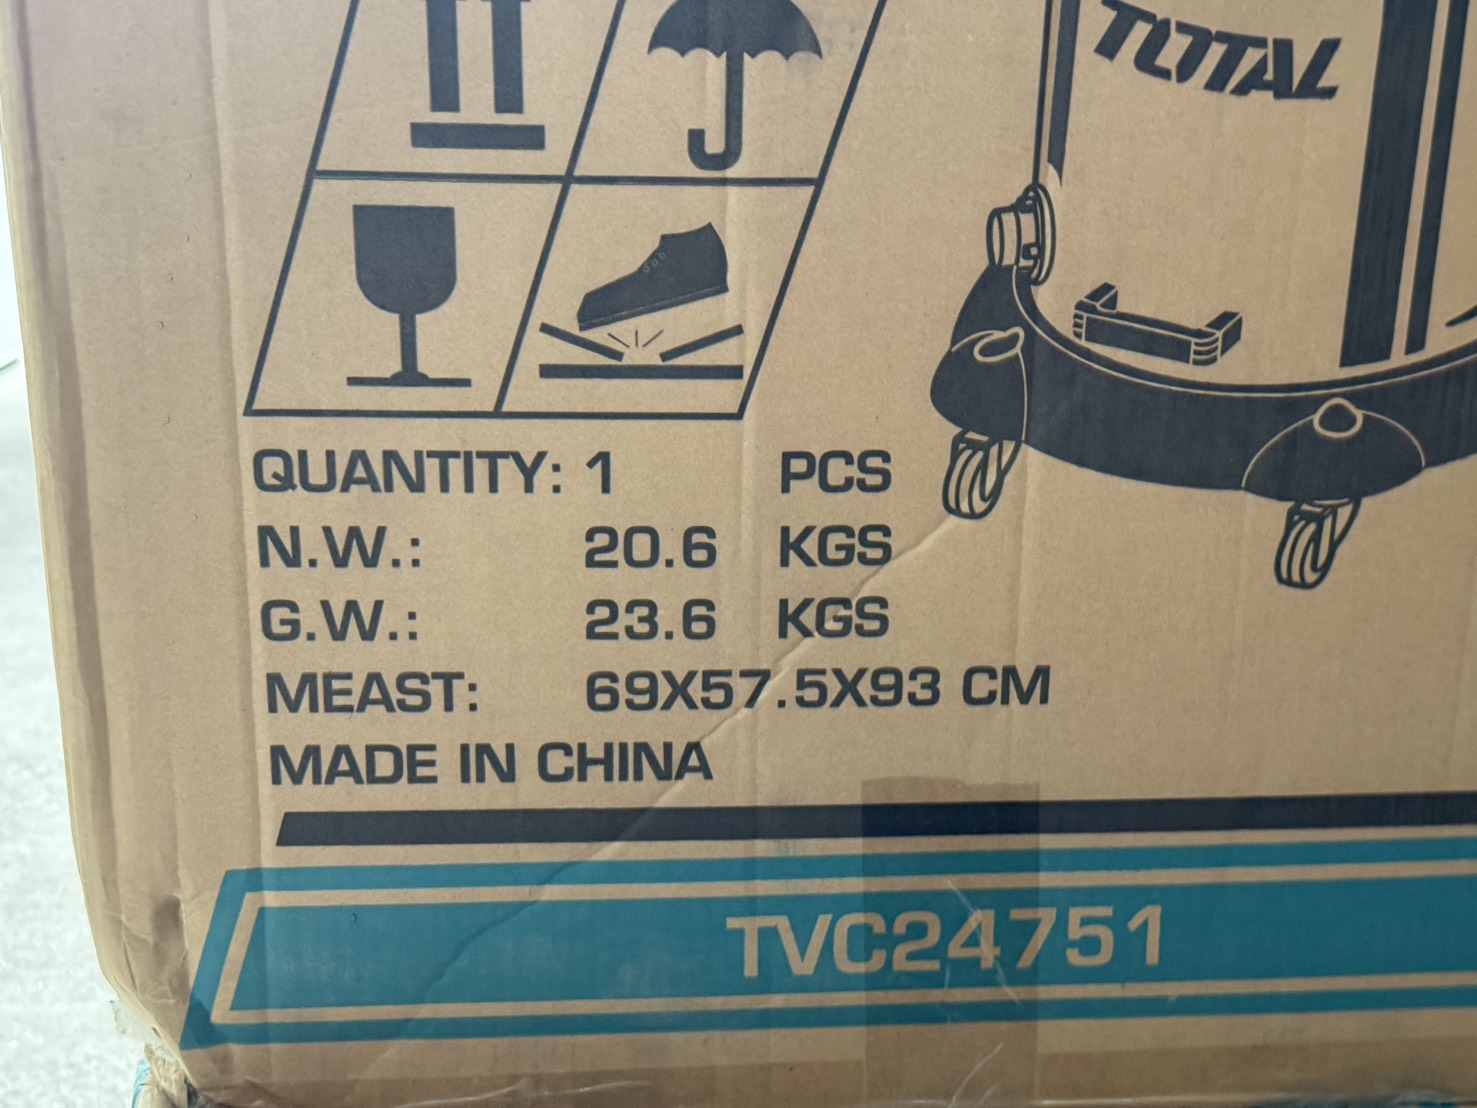 TOTAL
QUANTITY: 1 PCS
N.W.: 20.6 KGS
G.W.: 23.6 KGS
MEAST: 69X57.5X93 CM
MADE IN CHINA
TVC24751